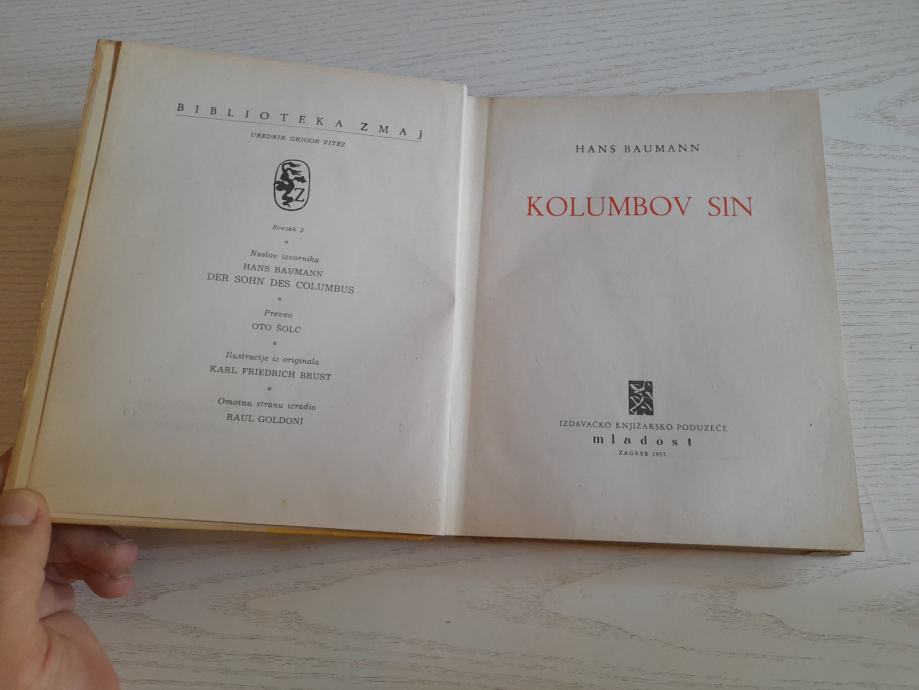 BIBLIOTEKA ZMAJ
UREDNIK GRIGOR VITEZ
Z
Svezak 2
*
Naslov izvornika
HANS BAUMANN
DER SOHN DES COLUMBUS
*
Preveo
OTO ŠOLC
*
Ilustracije iz originala
KARL FRIEDRICH BRUST
*
Omotnu stranu izradio
RAUL GOLDONI
HANS BAUMANN
KOLUMBOV SIN
IZDAVAČKO KNJIŽARSKO PODUZEĆE
mladost
ZAGREB 1957.